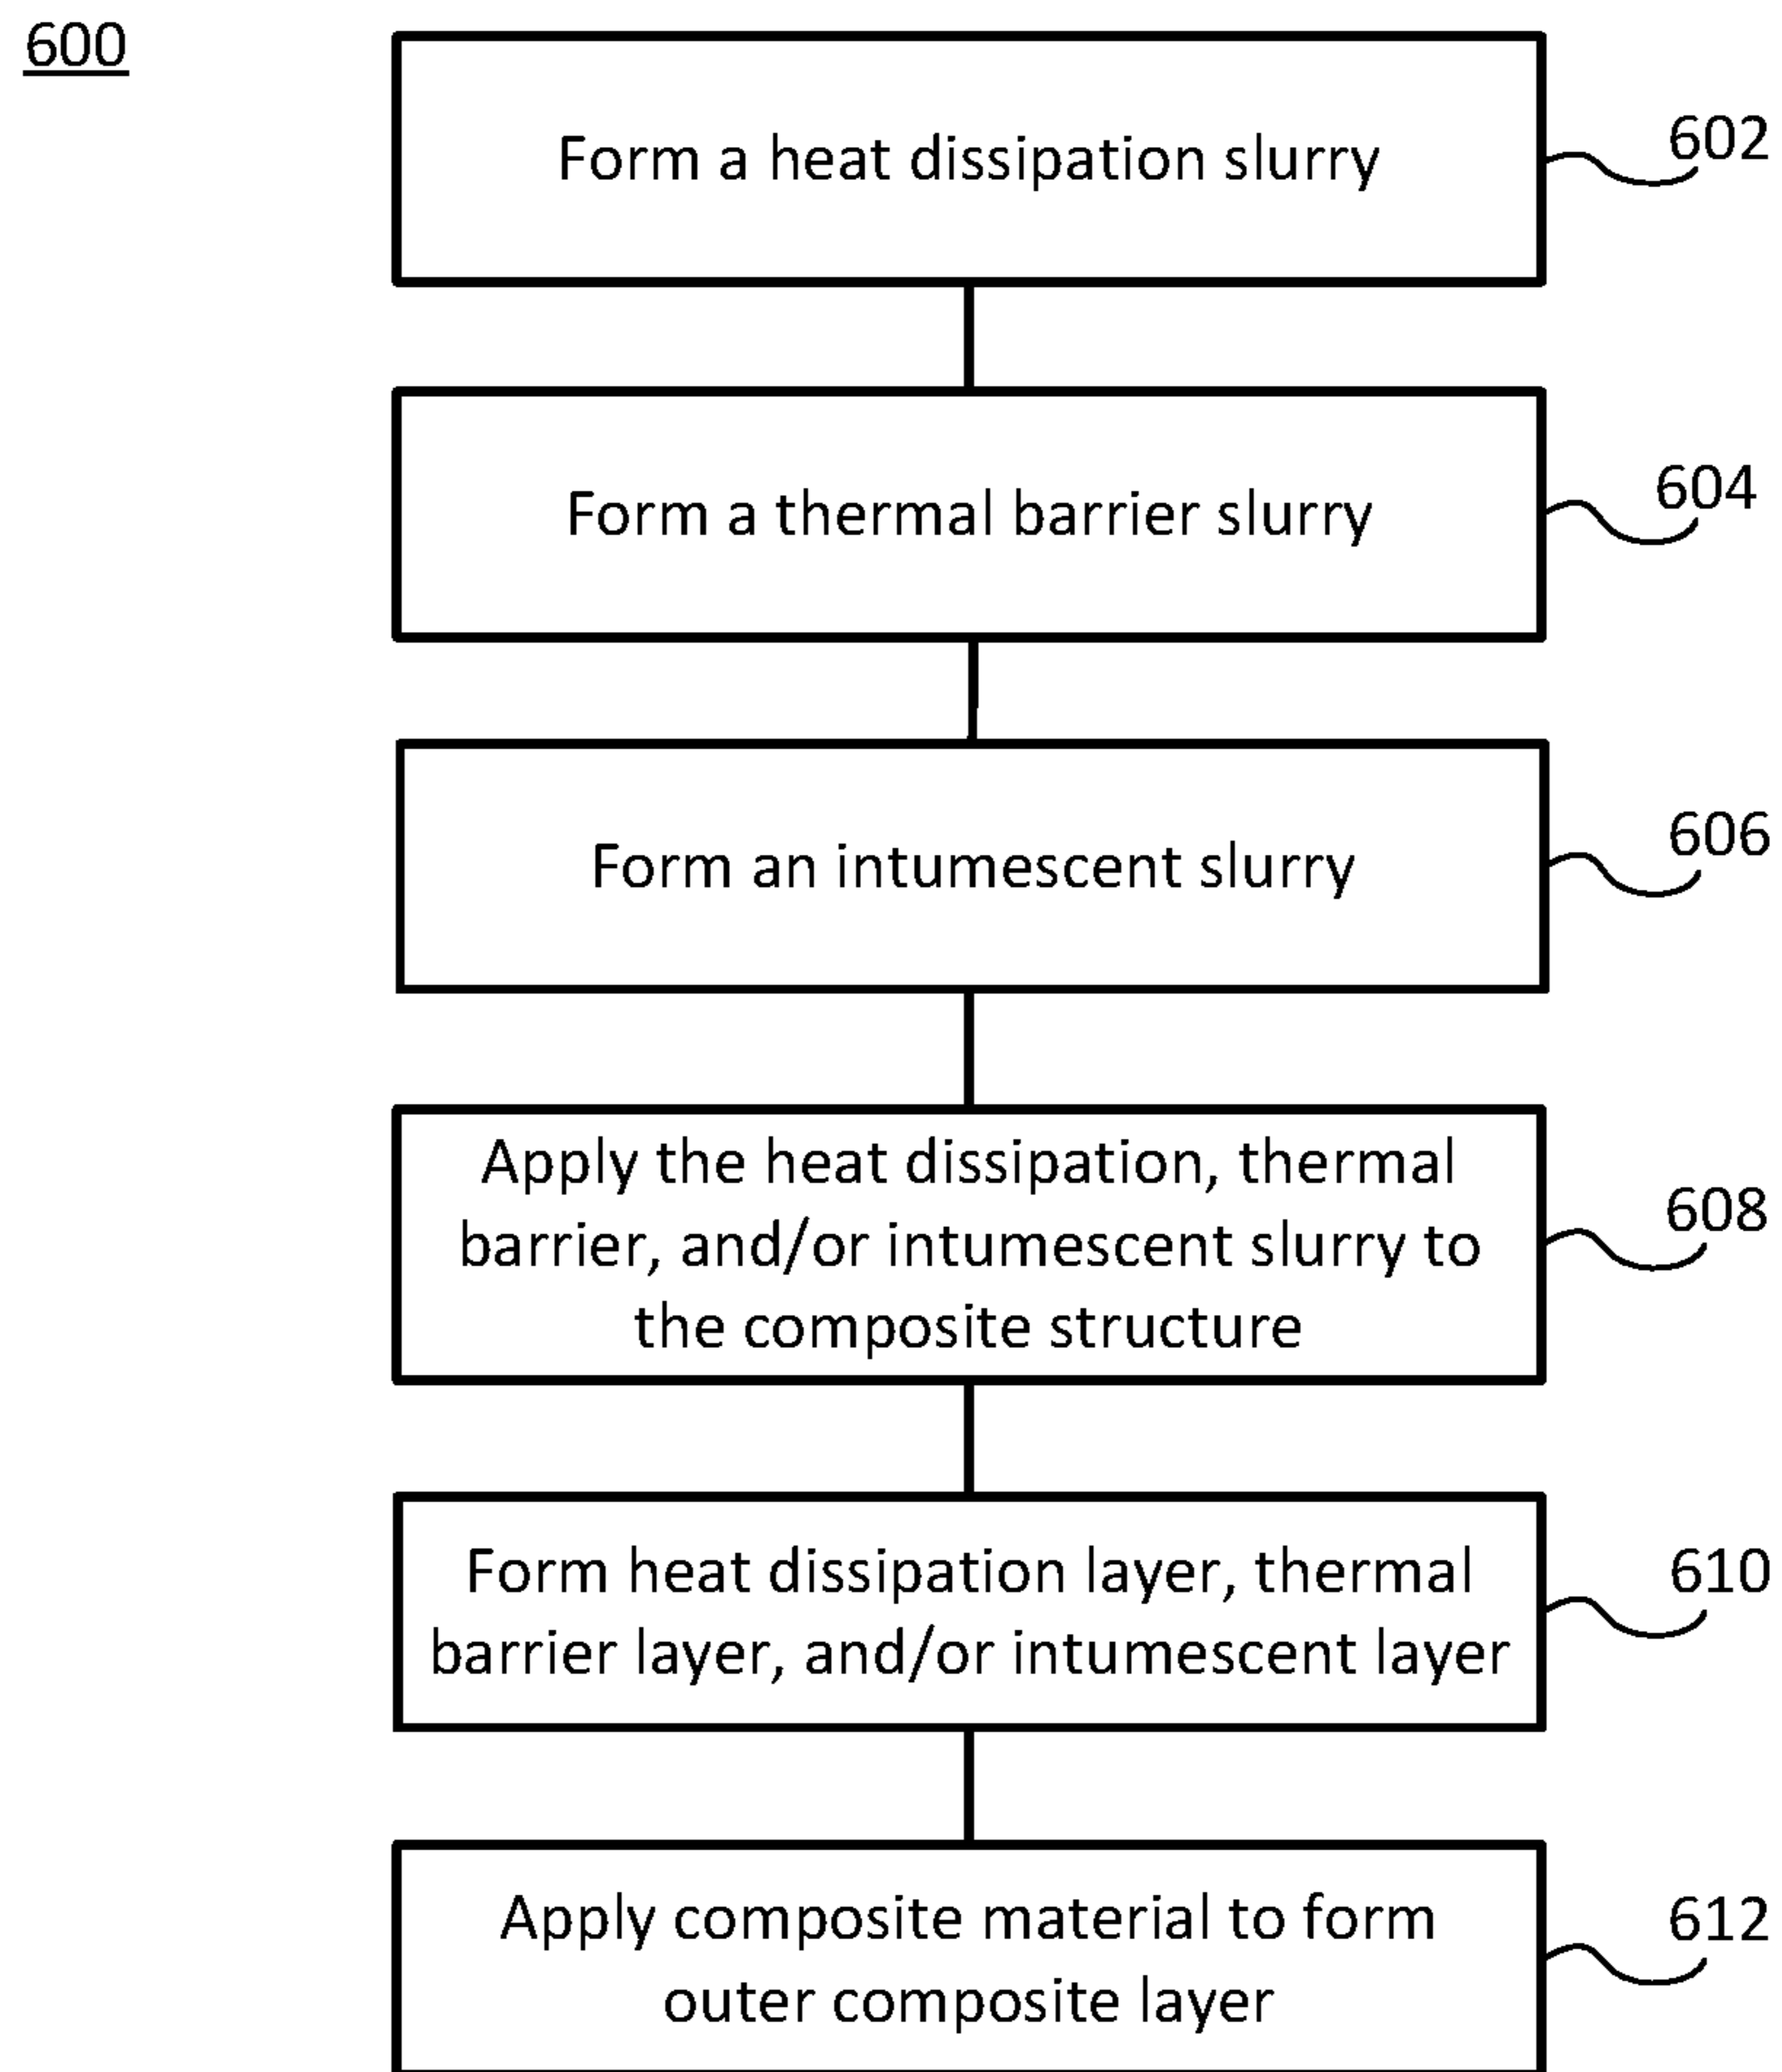 600
Form a heat dissipation slurry
602
Form a thermal barrier slurry
604
Form an intumescent slurry
606
Apply the heat dissipation, thermal
barrier, and/or intumescent slurry to
the composite structure
608
Form heat dissipation layer, thermal
barrier layer, and/or intumescent layer
610
Apply composite material to form
outer composite layer
612